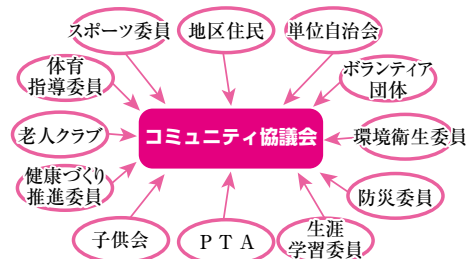 スポーツ委員
地区住民
単位自治会
体育
指導委員
ボランティア
団体
老人クラブ
コミュニティ協議会
環境衛生委員
健康づくり
推進委員
防災委員
子供会
PTA
生涯
学習委員